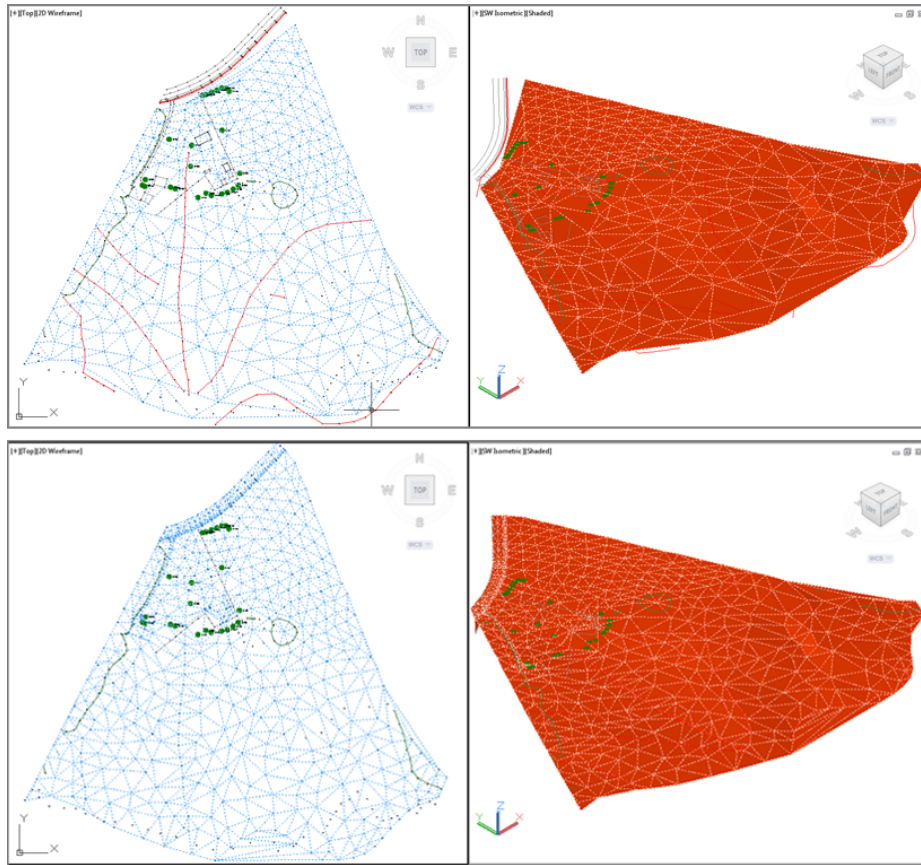 [+][Top][2D Wireframe]
N
W TOP E
S
WCS
Y
X
[+][SW Isometric][Shaded]
TOP
LEFT FRONT
W S
WCS
Z
Y X
[+][Top][2D Wireframe]
N
W TOP E
S
WCS
Y
X
[+][SW Isometric][Shaded]
TOP
LEFT FRONT
W S
WCS
Z
Y X